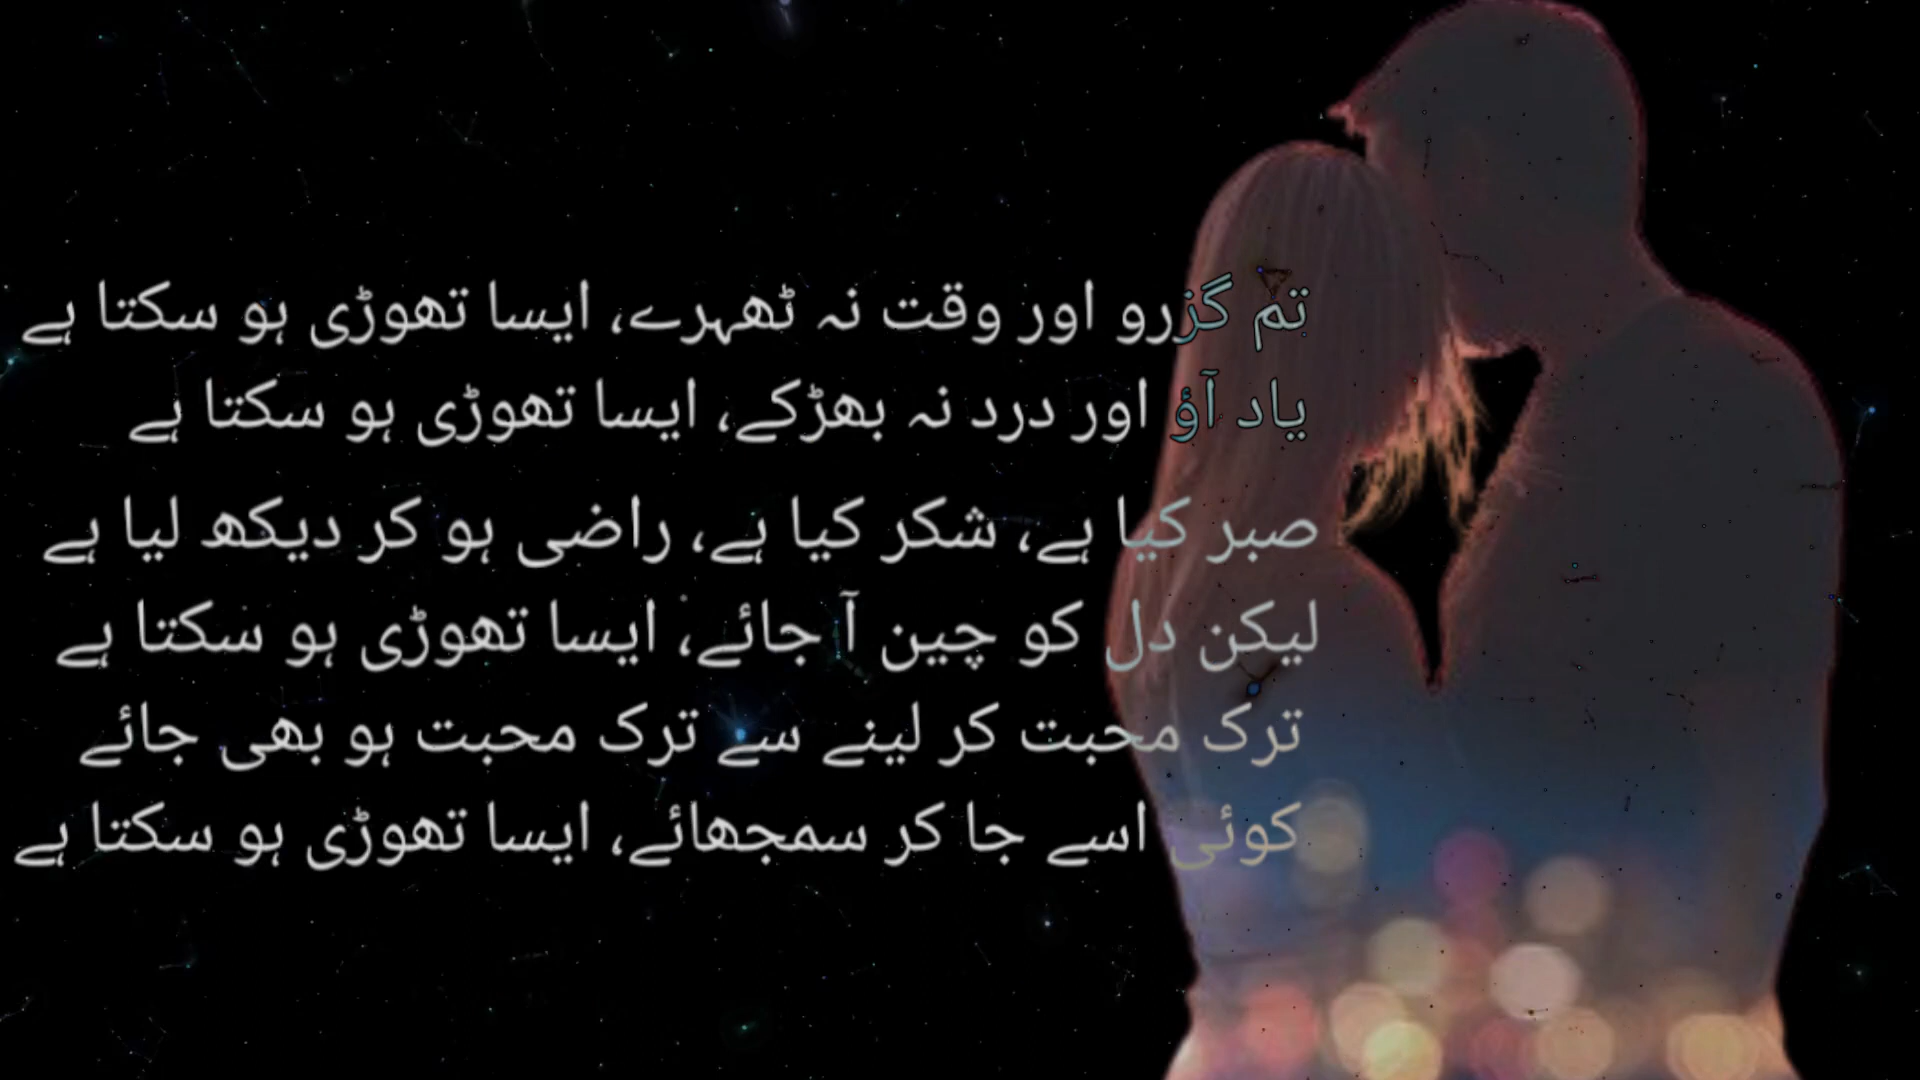 تم گزرو اور وقت نہ ٹھہرے، ایسا تھوڑی ہو سکتا ہے
یاد آؤ اور درد نہ بھڑکے، ایسا تھوڑی ہو سکتا ہے
صبر کیا ہے، شکر کیا ہے، راضی ہو کر دیکھ لیا ہے
لیکن دل کو چین آ جائے، ایسا تھوڑی ہو سکتا ہے
ترک محبت کر لینے سے ترک محبت ہو بھی جائے
کوئی اسے جا کر سمجھائے، ایسا تھوڑی ہو سکتا ہے